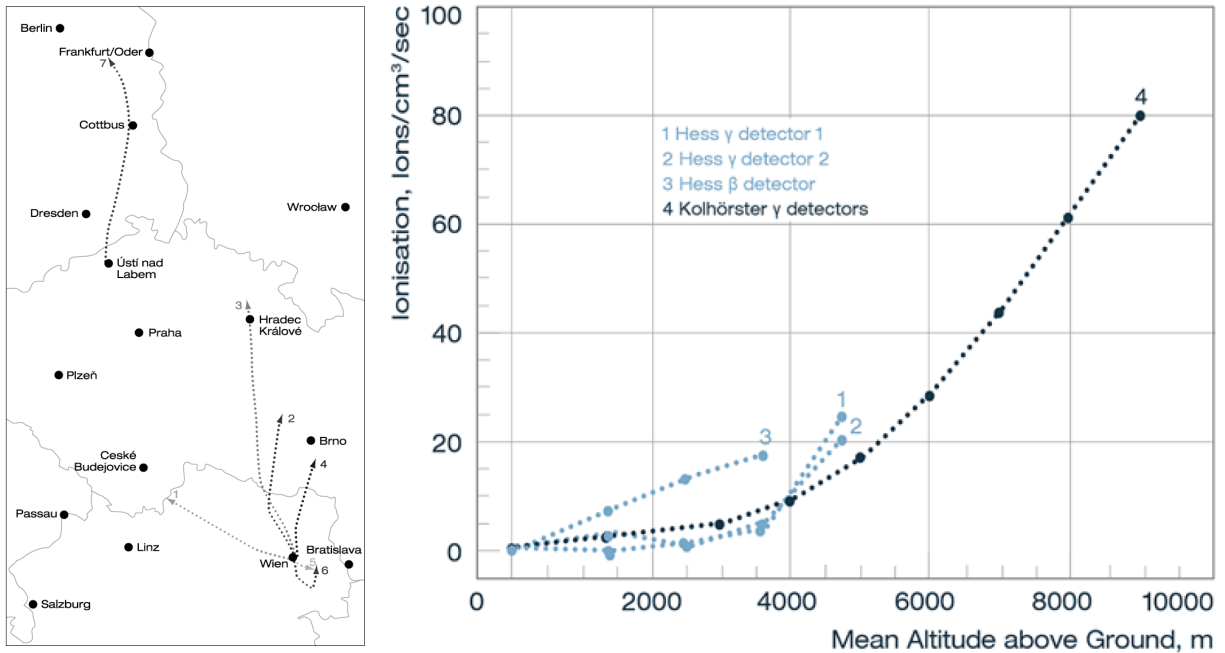 Berlin
Frankfurt/Oder
7
Cottbus
Dresden
Wrocław
Ústí nad
Labem
3
Hradec
Králové
Praha
Plzeň
2
Brno
Ceské
Budejovice
4
1
Passau
Linz
Wien
Bratislava
5
6
Salzburg
Ionisation, Ions/cm³/sec
100
80
60
40
20
0
1 Hess γ detector 1
2 Hess γ detector 2
3 Hess β detector
4 Kolhörster γ detectors
4
1
2
3
0
2000
4000
6000
8000
10000
Mean Altitude above Ground, m